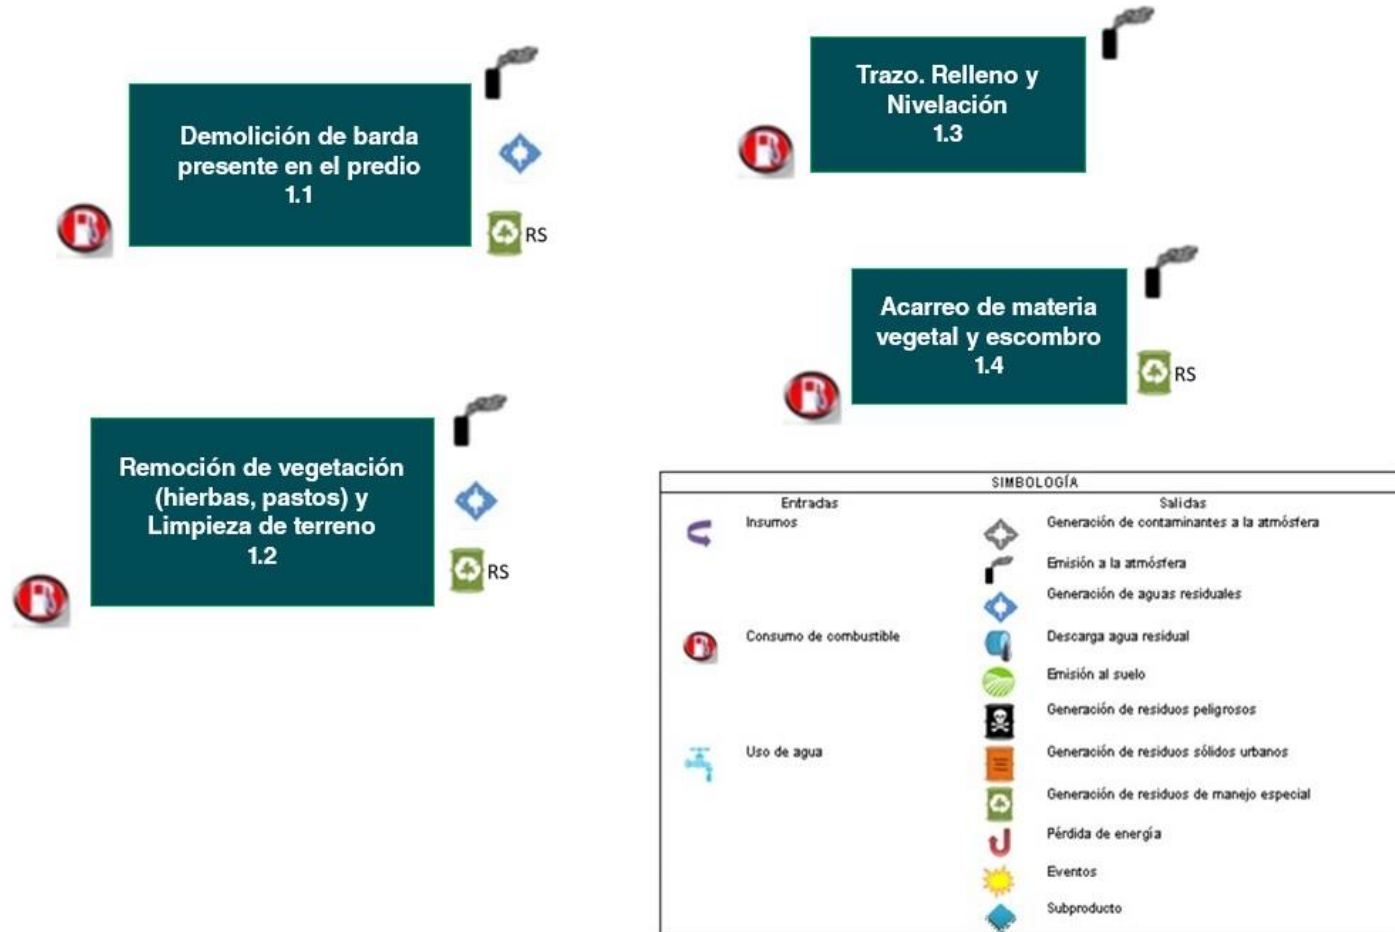 Demolición de barda
presente en el predio
1.1
RS
Remoción de vegetación
(hierbas, pastos) y
Limpieza de terreno
1.2
RS
Trazo. Relleno y
Nivelación
1.3
Acarreo de materia
vegetal y escombro
1.4
RS
SIMBOLOGÍA
Entradas
Salidas
Insumos
Generación de contaminantes a la atmósfera
Emisión a la atmósfera
Generación de aguas residuales
Consumo de combustible
Descarga agua residual
Emisión al suelo
Generación de residuos peligrosos
Uso de agua
Generación de residuos sólidos urbanos
Generación de residuos de manejo especial
Pérdida de energía
Eventos
Subproducto